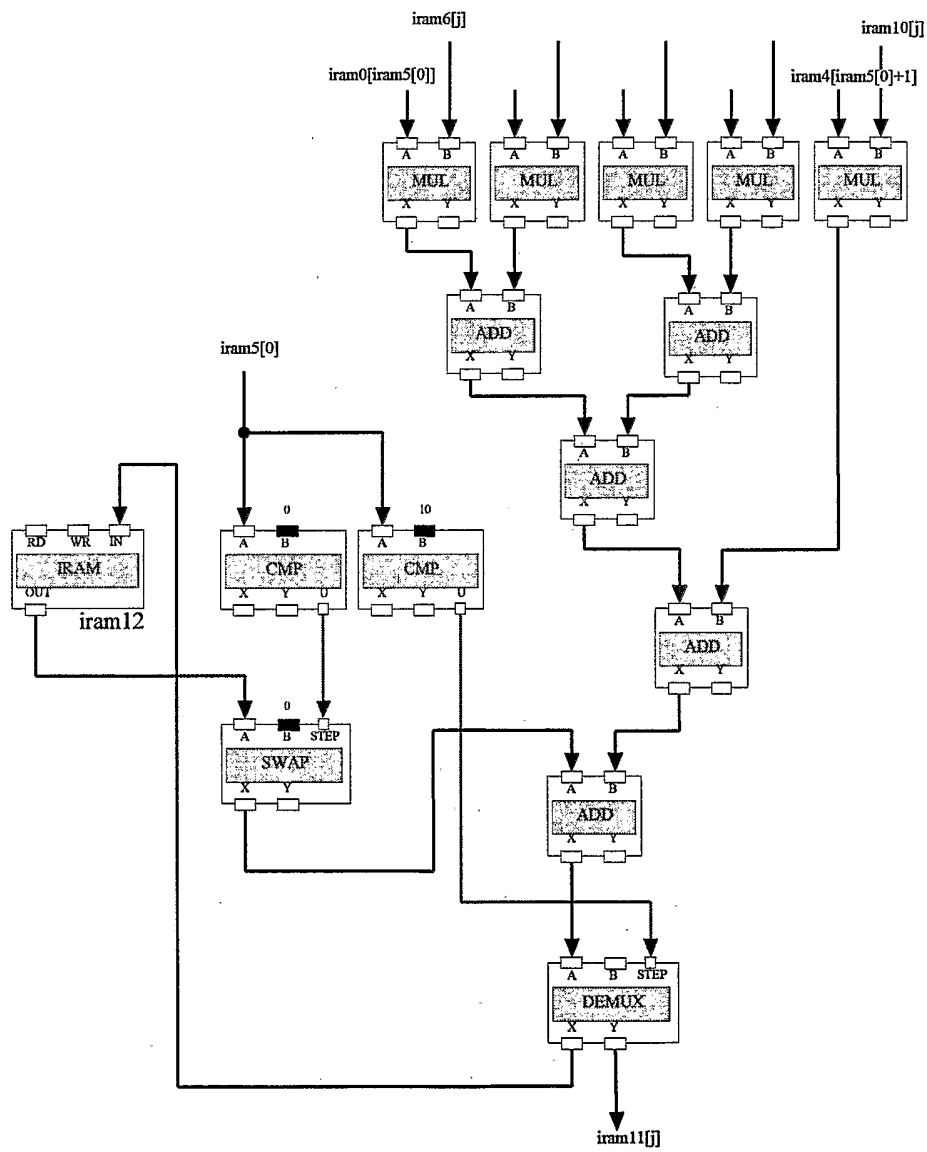 iram6[j]
iram10[j]
iram0[iram5[0]]
iram4[iram5[0]+1]
A B A B A B A B A B
MUL MUL MUL MUL MUL
X Y X Y X Y X Y X Y
A B A B
ADD ADD
X Y X Y
iram5[0]
A B
ADD
X Y
0 10
RD WR IN A B A B
IRAM CMP CMP
OUT X Y U X Y U
iram12
A B
ADD
X Y
0
A B STEP
SWAP
X Y
A B
ADD
X Y
A B STEP
DEMUX
X Y
iram11[j]